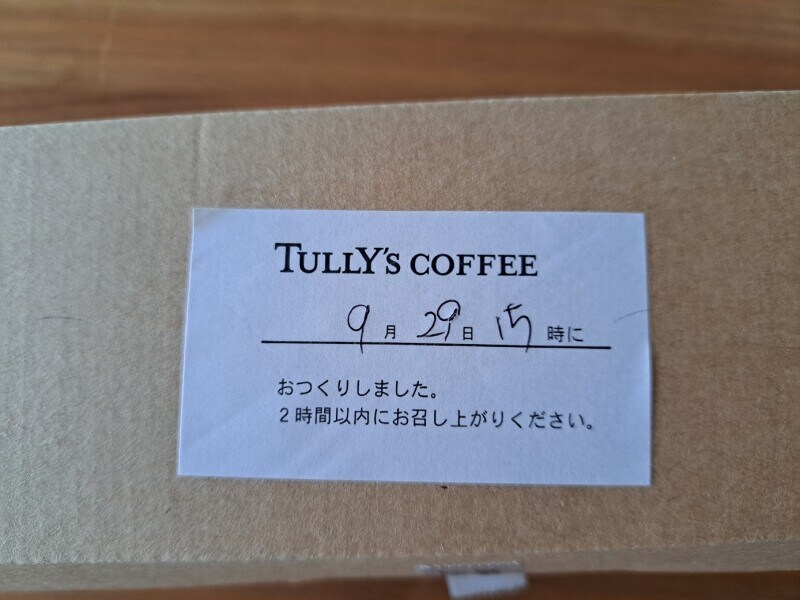 TULLY'S COFFEE
9月29日15時に
おつくりしました。
2時間以内にお召し上がりください。